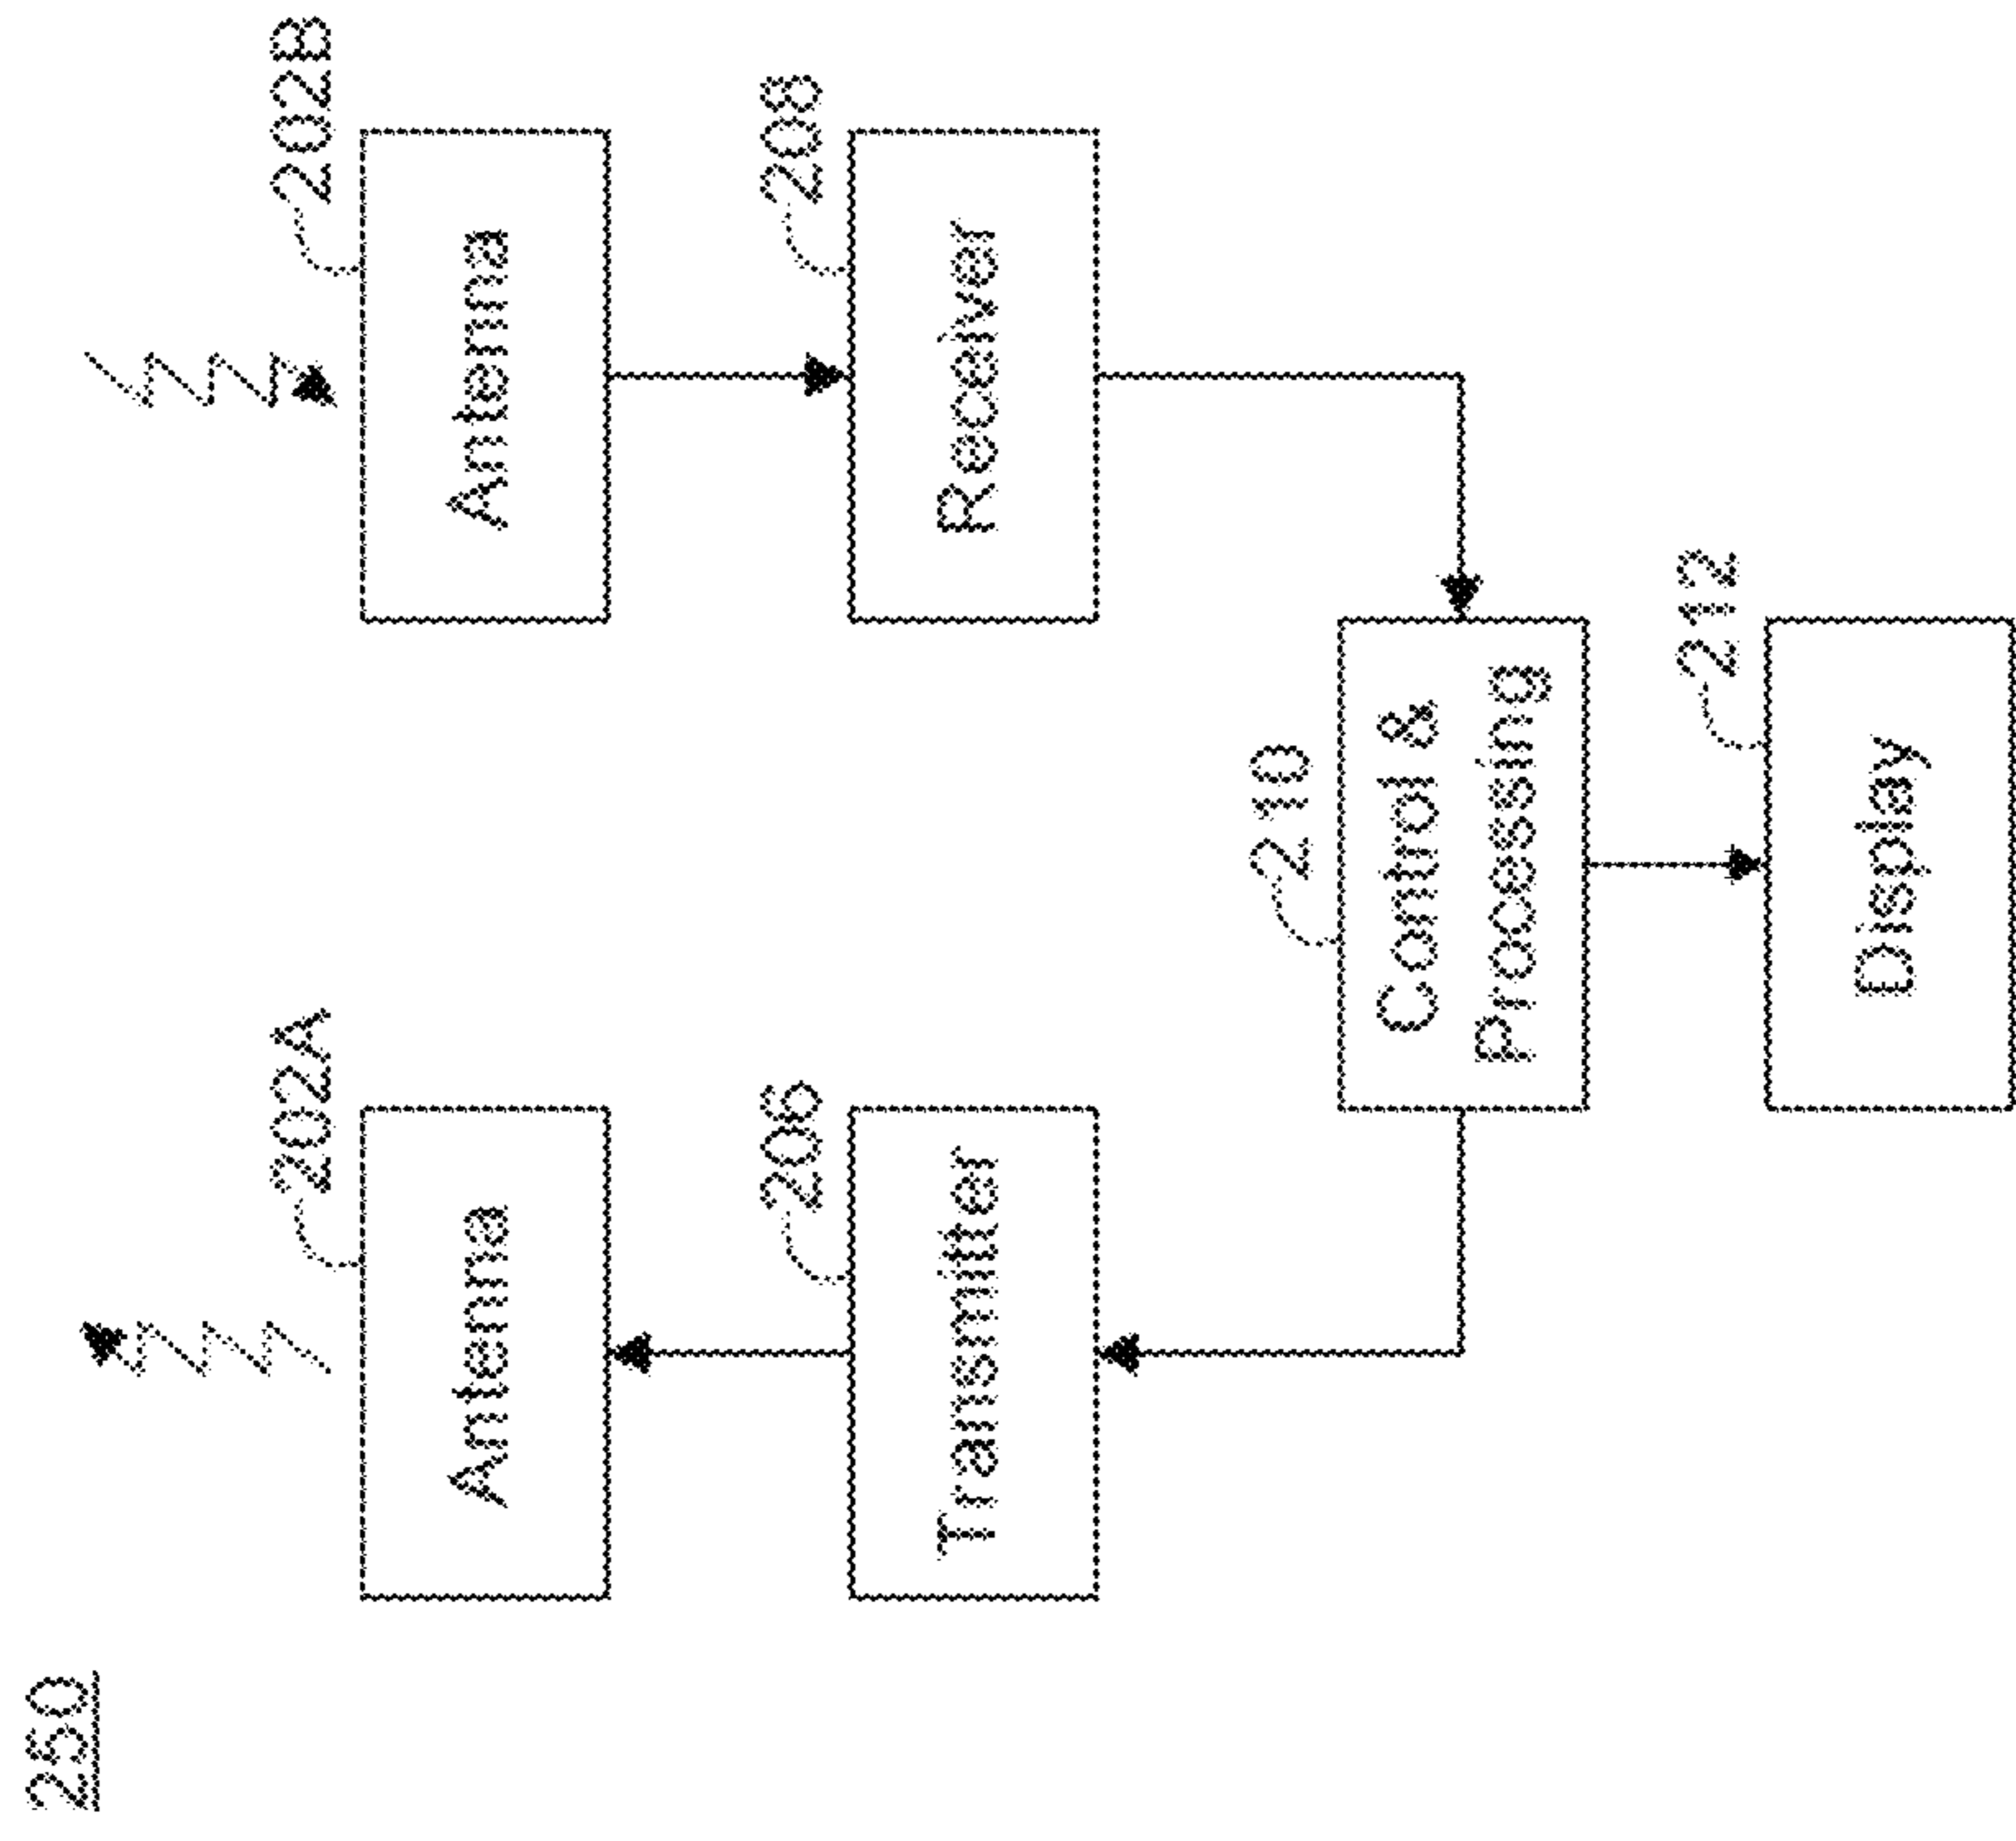 250
202A
202B
Antenna
Antenna
206
208
Transmitter
Receiver
210
Control &
Processing
212
Display